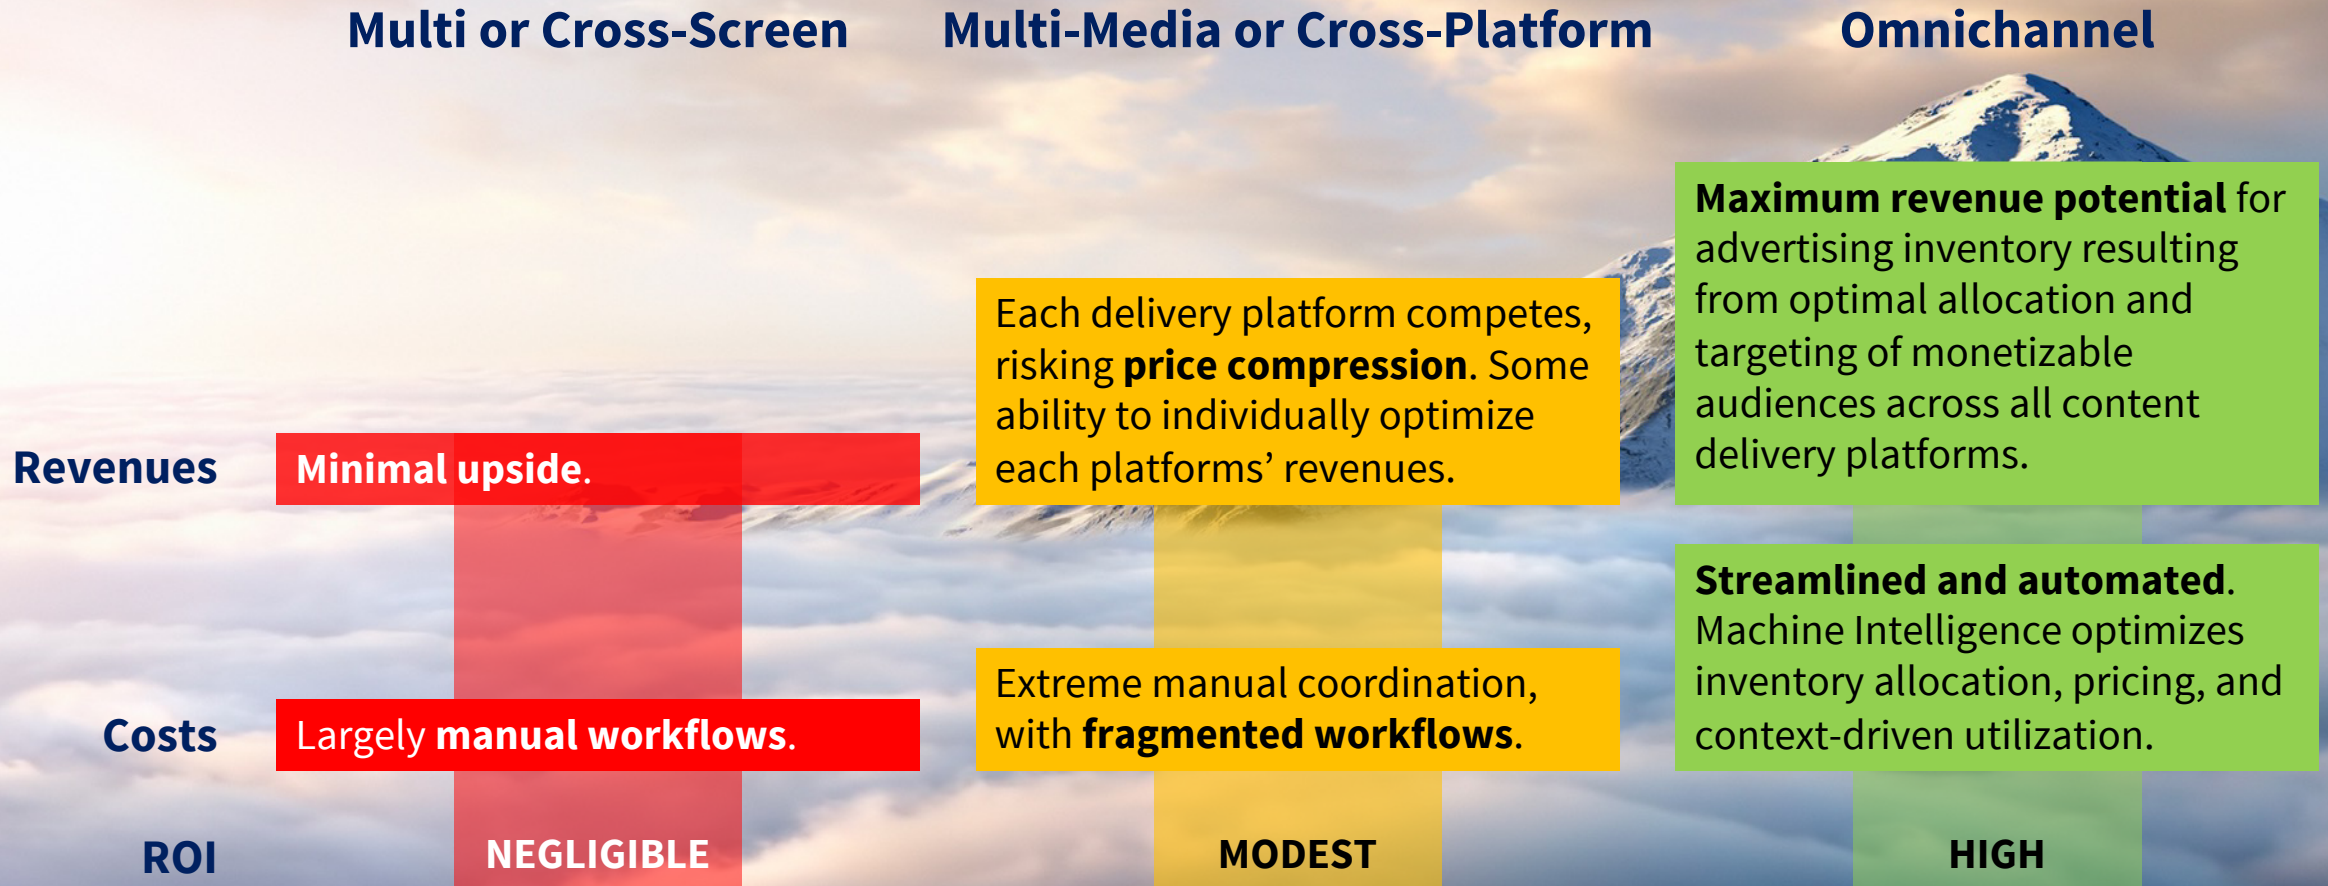 Multi or Cross-Screen
Multi-Media or Cross-Platform
Omnichannel
Revenues
Minimal upside.
Each delivery platform competes,
risking price compression. Some
ability to individually optimize
each platforms’ revenues.
Maximum revenue potential for
advertising inventory resulting
from optimal allocation and
targeting of monetizable
audiences across all content
delivery platforms.
Costs
Largely manual workflows.
Extreme manual coordination,
with fragmented workflows.
Streamlined and automated.
Machine Intelligence optimizes
inventory allocation, pricing, and
context-driven utilization.
ROI
NEGLIGIBLE
MODEST
HIGH